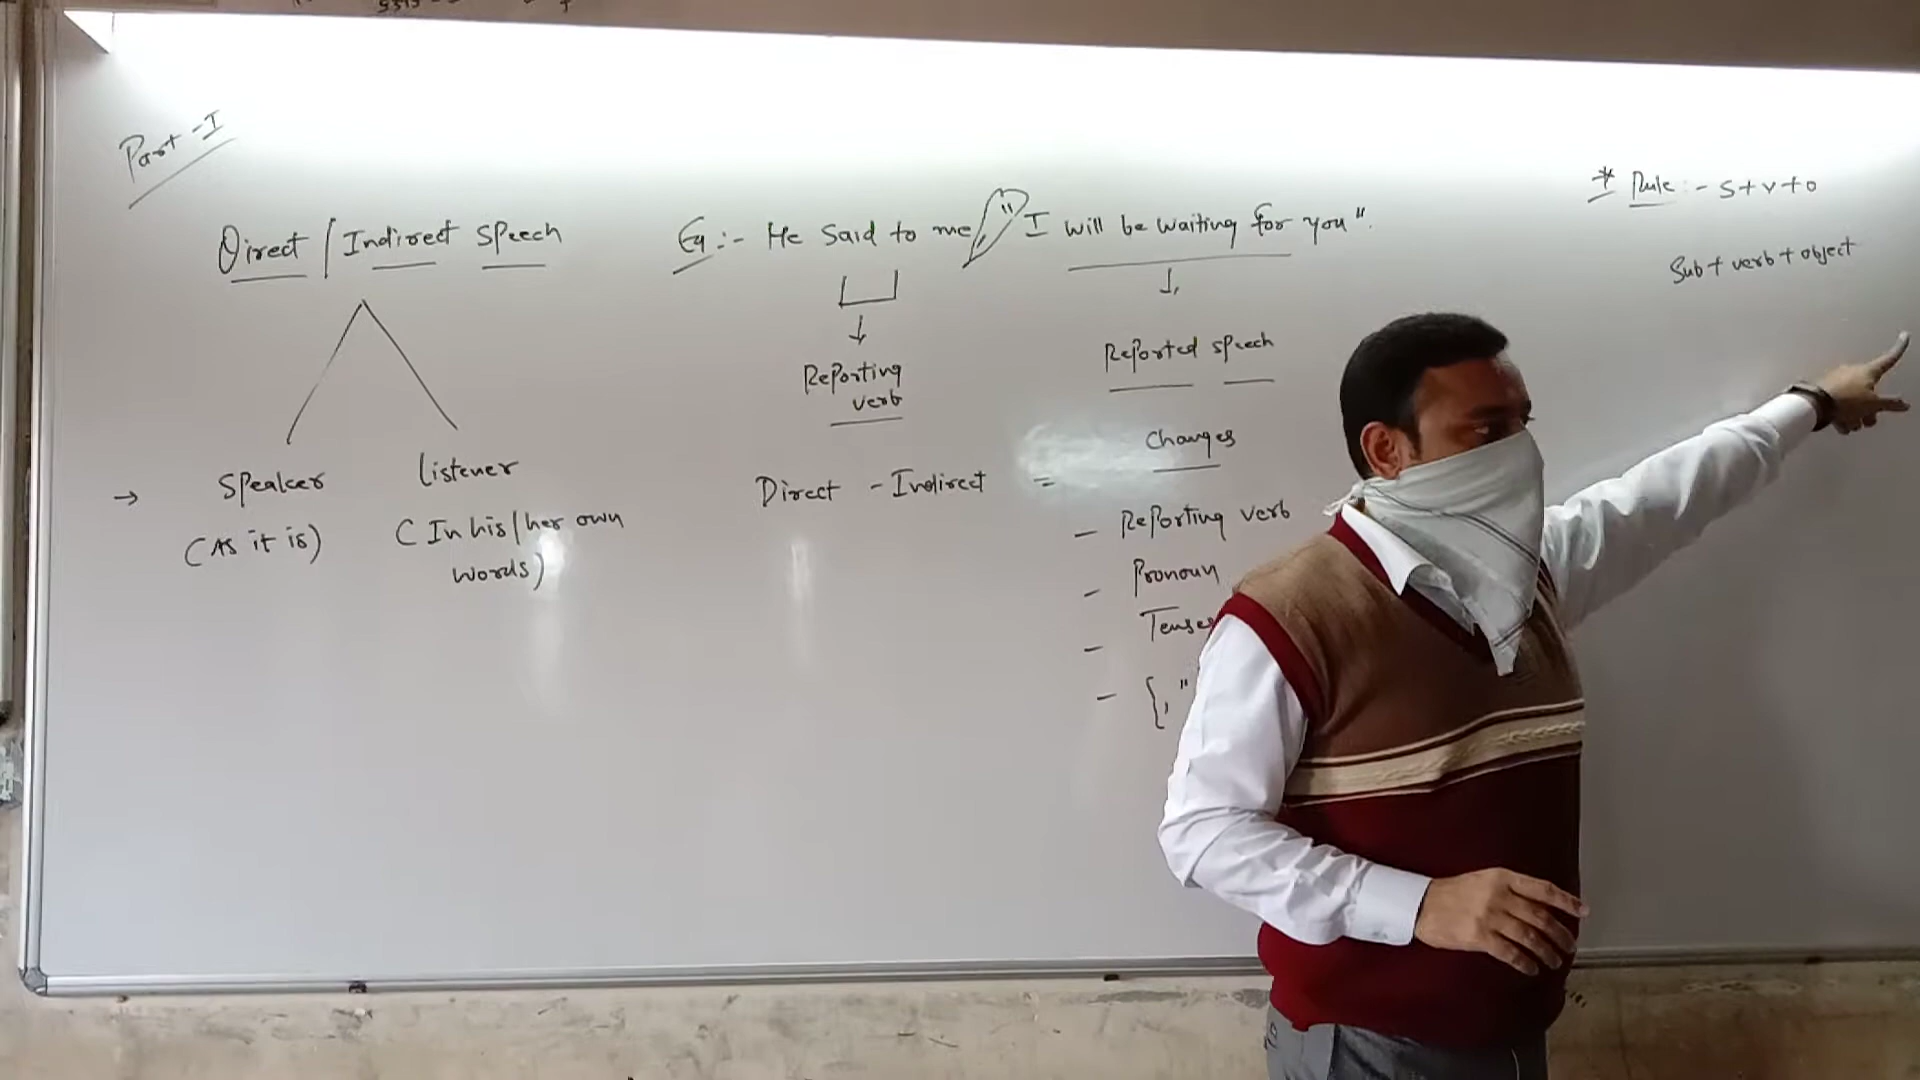 Part-I
Direct / Indirect speech
Speaker
Listener
→
(As it is)
(In his/her own
words)
Eg:- He said to me, "I will be waiting for you".
Reporting
verb
Reported speech
Direct - Indirect =
Changes
- Reporting verb
- Pronoun
- Tenses
- {, "
* Rule:- S+V+O
Sub + verb + object